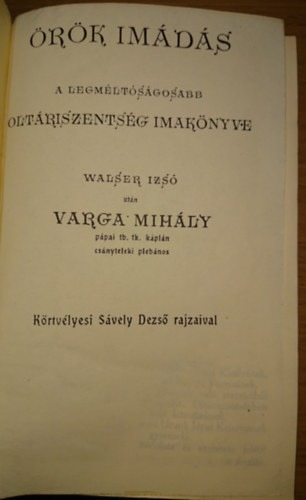 ÖRÖK IMÁDÁS
A LEGMÉLTÓSÁGOSABB
OLTÁRISZENTSÉG IMAKÖNYVE
WALSER IZSÓ
után
VARGA MIHÁLY
pápai tb. tk. káplán
csányteleki plébános
Körtvélyesi Sávely Dezső rajzaival